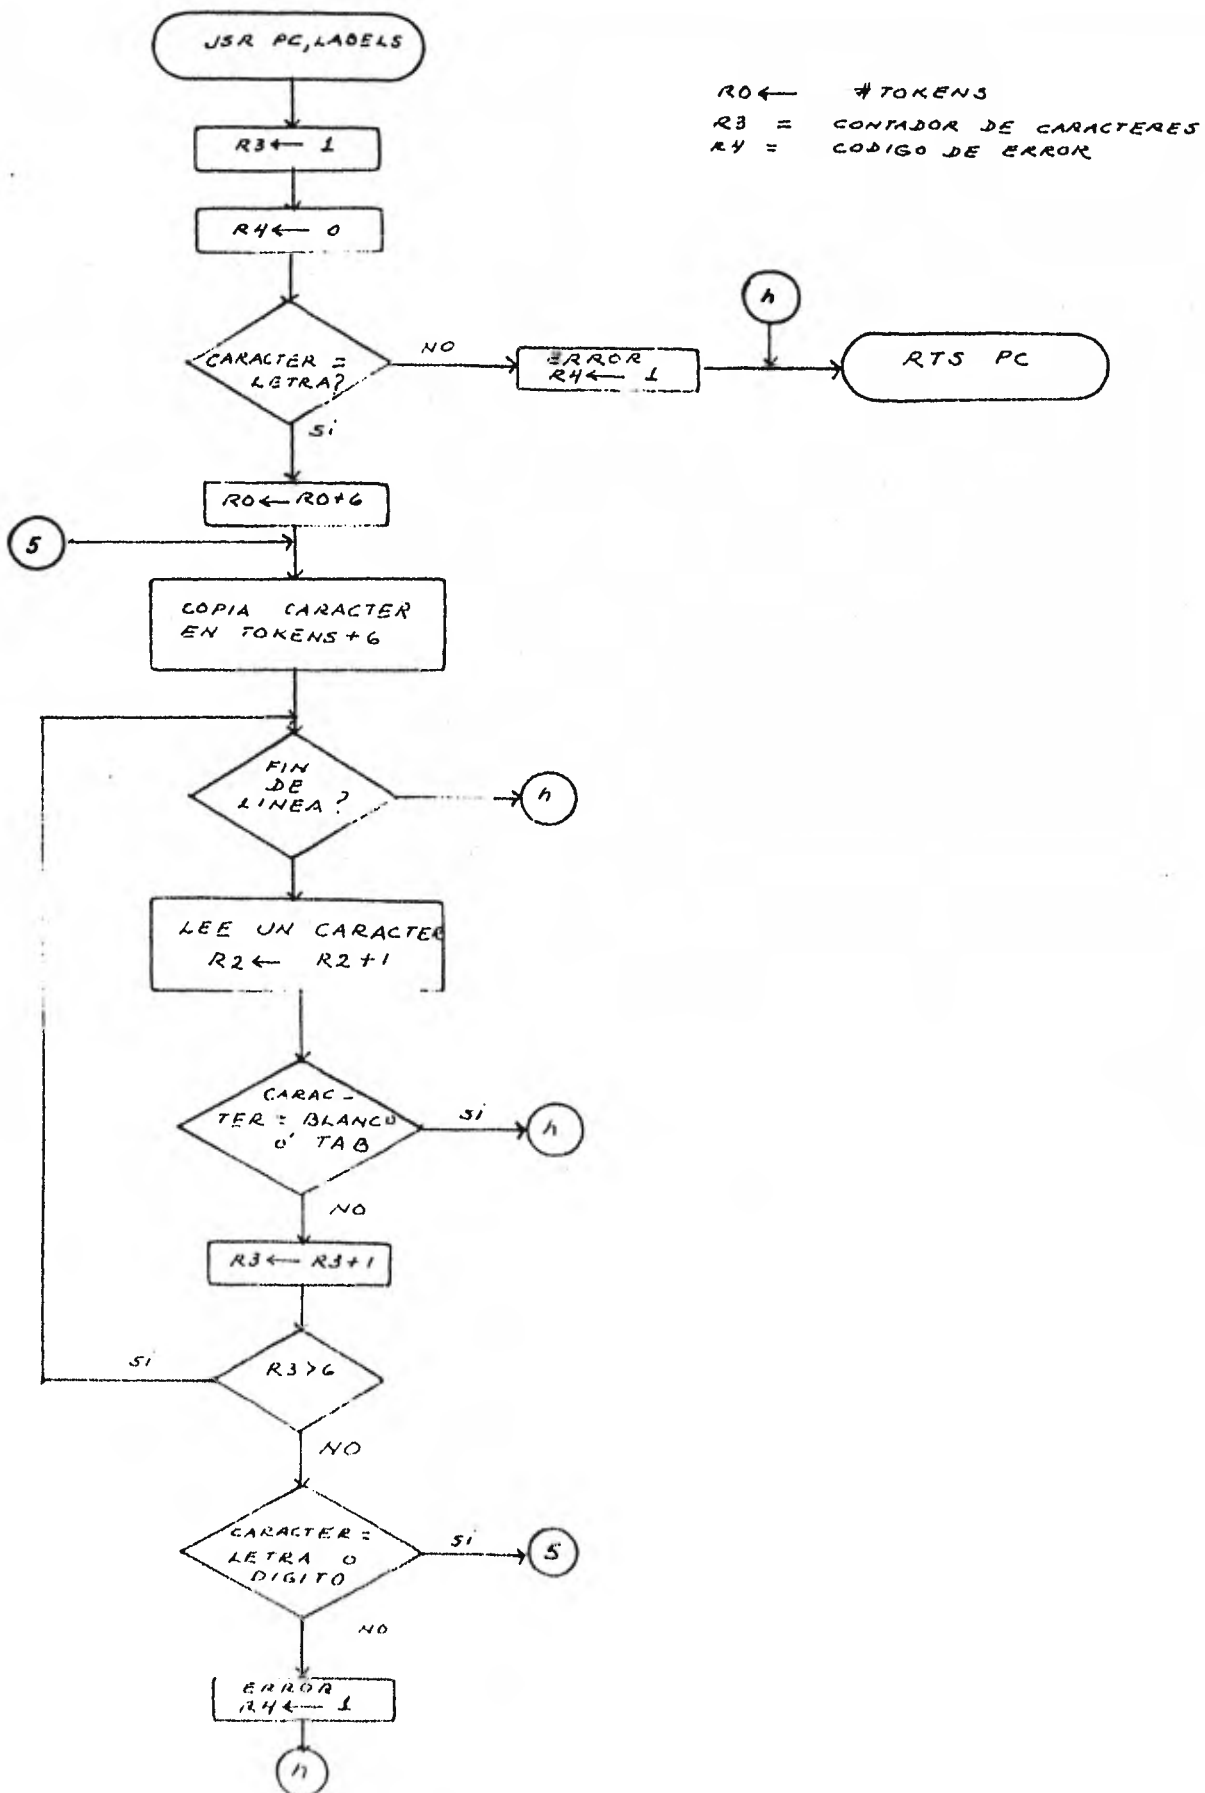 JSR PC, LABELS
R0 ← # TOKENS
R3 = CONTADOR DE CARACTERES
R4 = CODIGO DE ERROR
R3 ← 1
R4 ← 0
h
CARACTER =
LETRA?
NO
ERROR
R4 ← 1
RTS PC
Si
R0 ← R0+6
5
COPIA CARACTER
EN TOKENS+6
FIN
DE
LINEA?
h
LEE UN CARACTER
R2 ← R2+1
CARAC-
TER = BLANCO
O' TAB
Si
h
NO
R3 ← R3+1
R3>6
Si
NO
CARACTER =
LETRA O
DIGITO
Si
5
NO
ERROR
R4 ← 1
h